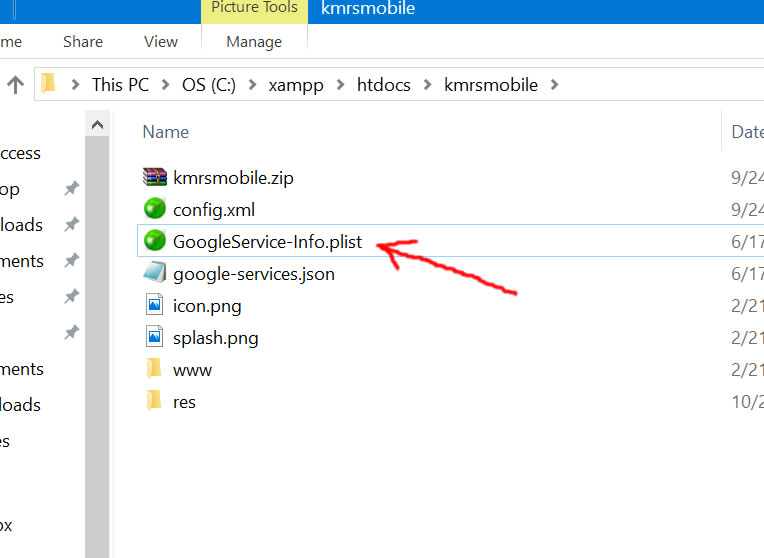 Picture Tools kmrsmobile
me Share View Manage
This PC > OS (C:) > xampp > htdocs > kmrsmobile >
Name Date
ccess
kmrsmobile.zip 9/24
op
config.xml 9/24
loads
GoogleService-Info.plist 6/17
ments
google-services.json 6/17
es
icon.png 2/21
splash.png 2/21
ments
www 2/21
loads
res 10/2
es
ox